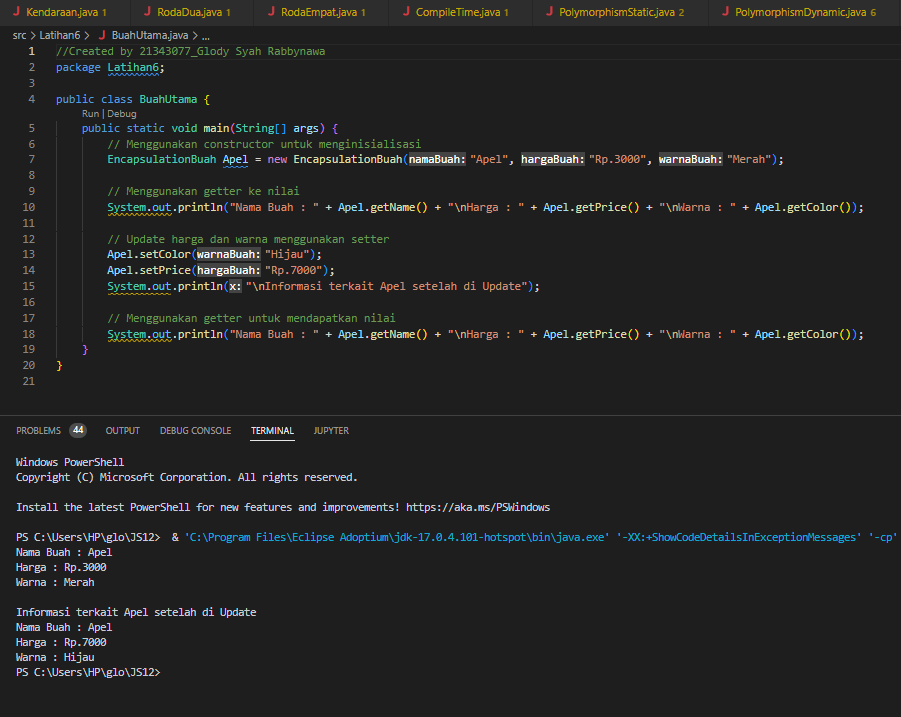 Kendaraan.java 1 RodaDua.java 1 RodaEmpat.java 1 CompileTime.java 1 PolymorphismStatic.java 2 PolymorphismDynamic.java 6
src > Latihan6 > BuahUtama.java > ...
1 //Created by 21343077_Glody Syah Rabbynawa
2 package Latihan6;
3
4 public class BuahUtama {
Run | Debug
5 public static void main(String[] args) {
6 // Menggunakan constructor untuk menginisialisasi
7 EncapsulationBuah Apel = new EncapsulationBuah(namaBuah: "Apel", hargaBuah: "Rp.3000", warnaBuah: "Merah");
8
9 // Menggunakan getter ke nilai
10 System.out.println("Nama Buah : " + Apel.getName() + "\nHarga : " + Apel.getPrice() + "\nWarna : " + Apel.getColor());
11
12 // Update harga dan warna menggunakan setter
13 Apel.setColor(warnaBuah: "Hijau");
14 Apel.setPrice(hargaBuah: "Rp.7000");
15 System.out.println(x: "\nInformasi terkait Apel setelah di Update");
16
17 // Menggunakan getter untuk mendapatkan nilai
18 System.out.println("Nama Buah : " + Apel.getName() + "\nHarga : " + Apel.getPrice() + "\nWarna : " + Apel.getColor());
19 }
20 }
21
PROBLEMS 44 OUTPUT DEBUG CONSOLE TERMINAL JUPYTER
Windows PowerShell
Copyright (C) Microsoft Corporation. All rights reserved.
Install the latest PowerShell for new features and improvements! https://aka.ms/PSWindows
PS C:\Users\HP\glo\JS12> & 'C:\Program Files\Eclipse Adoptium\jdk-17.0.4.101-hotspot\bin\java.exe' '-XX:+ShowCodeDetailsInExceptionMessages' '-cp'
Nama Buah : Apel
Harga : Rp.3000
Warna : Merah
Informasi terkait Apel setelah di Update
Nama Buah : Apel
Harga : Rp.7000
Warna : Hijau
PS C:\Users\HP\glo\JS12>